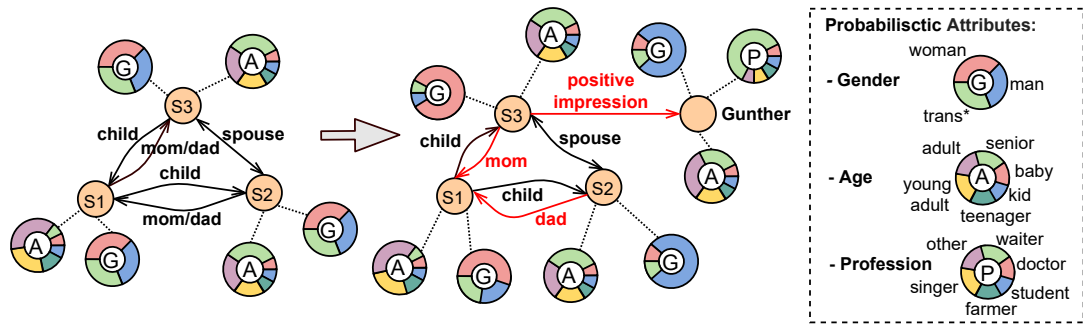 G
A
S3
child
mom/dad
spouse
child
S1
S2
mom/dad
A
G
A
G
G
A
G
P
positive
impression
S3
Gunther
child
mom
spouse
A
S1
child
S2
dad
A
G
A
G
Probabilisctic Attributes:
woman
- Gender
G
man
trans*
adult
senior
baby
- Age
A
young
adult
kid
teenager
other
waiter
doctor
- Profession
P
singer
student
farmer